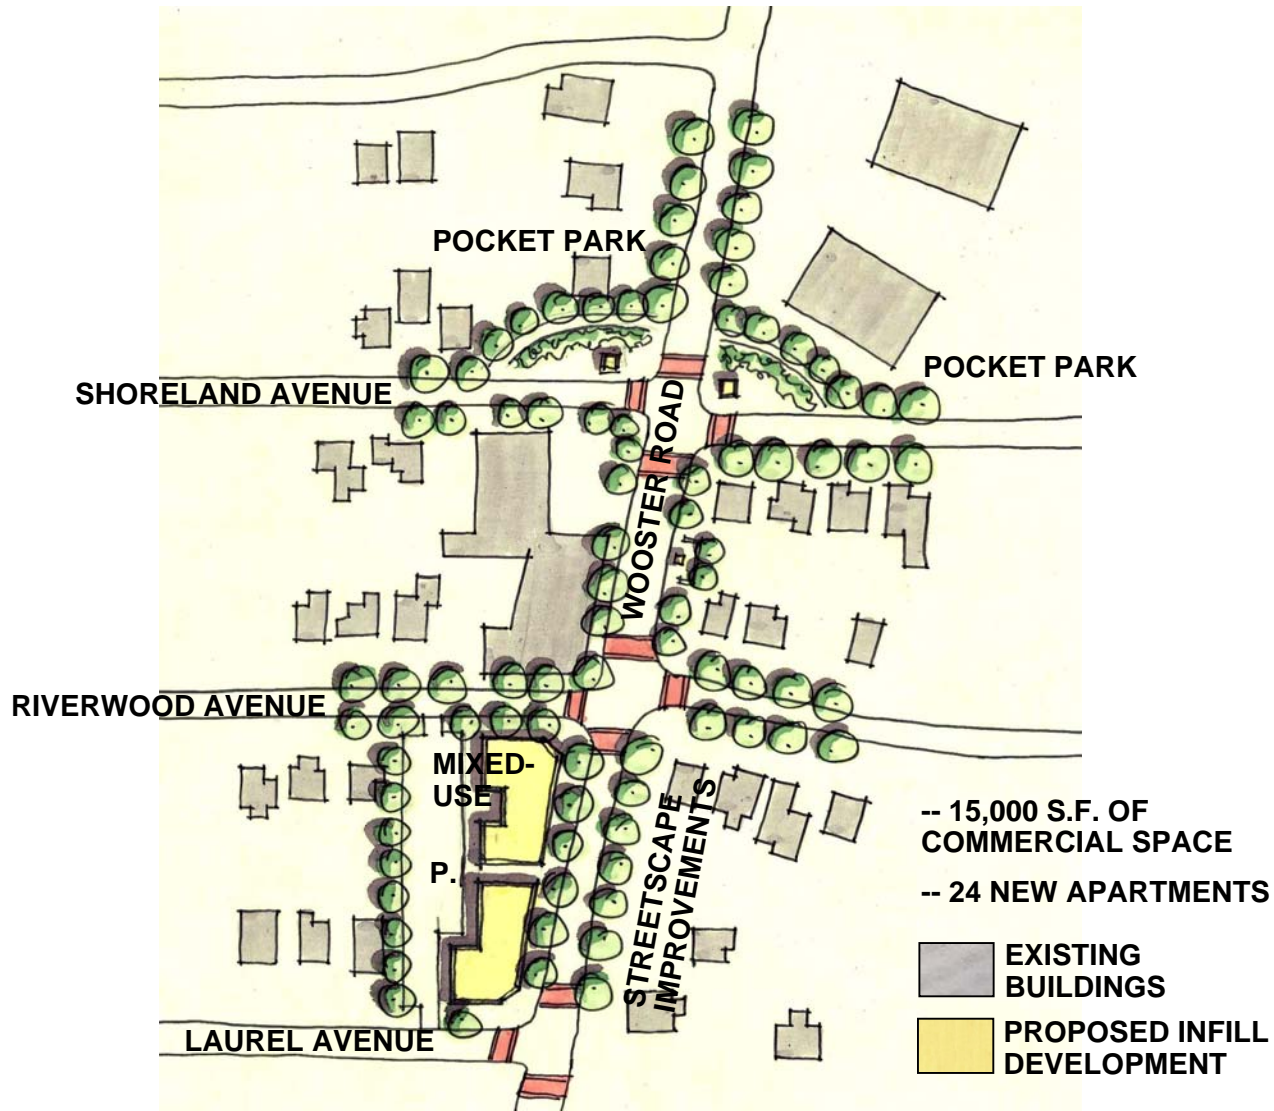 POCKET PARK
POCKET PARK
SHORELAND AVENUE
WOOSTER ROAD
RIVERWOOD AVENUE
MIXED-
USE
P.
STREETSCAPE
IMPROVEMENTS
LAUREL AVENUE
-- 15,000 S.F. OF
COMMERCIAL SPACE
-- 24 NEW APARTMENTS
EXISTING
BUILDINGS
PROPOSED INFILL
DEVELOPMENT